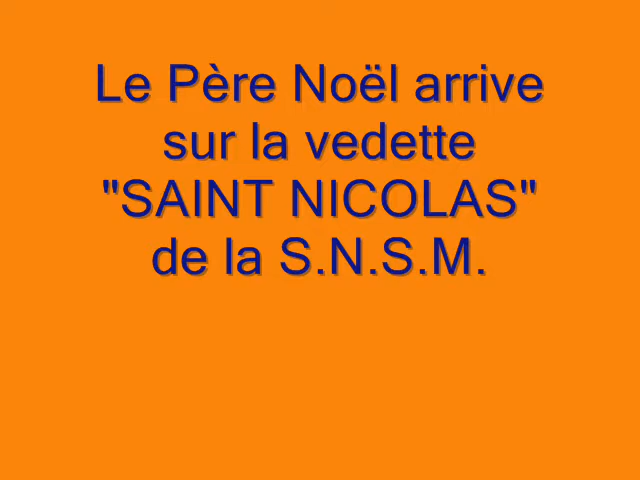 Le Père Noël arrive
sur la vedette
"SAINT NICOLAS"
de la S.N.S.M.